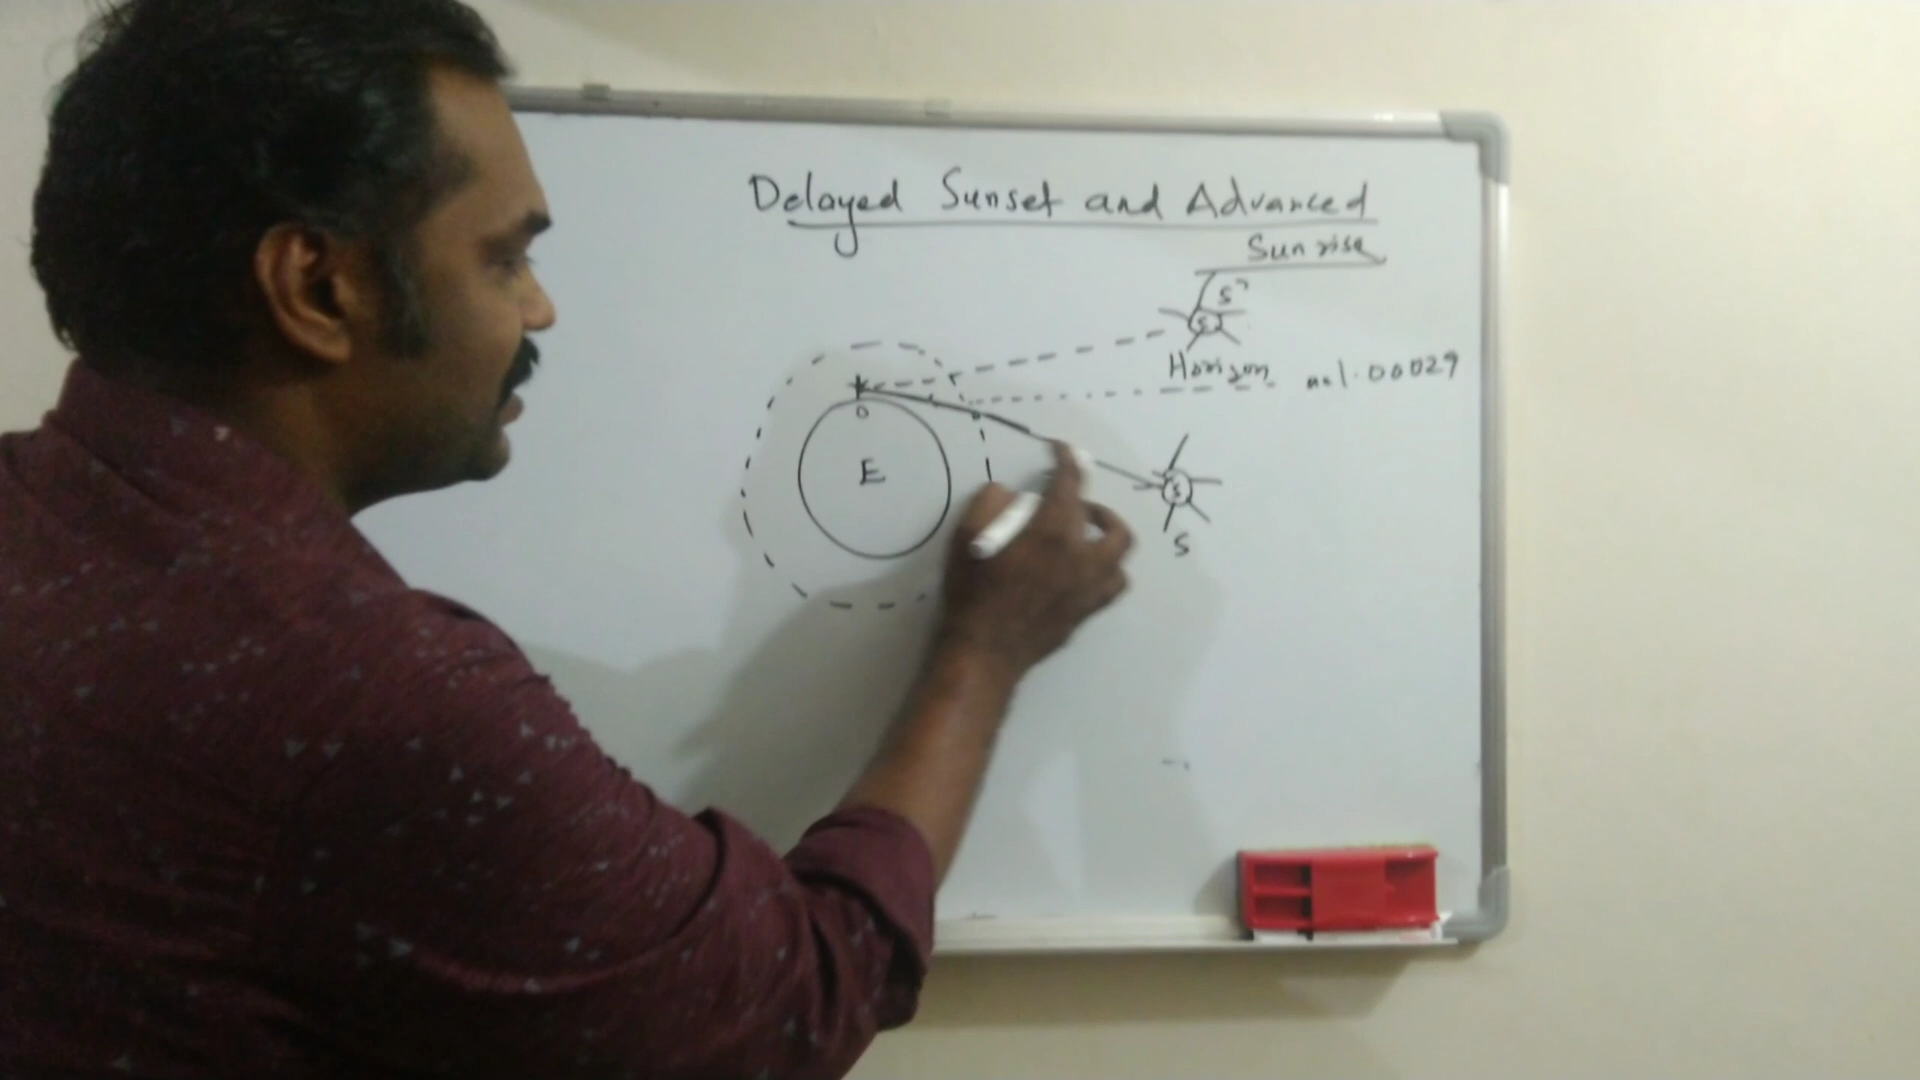 Delayed Sunset and Advanced
Sunrise
S'
S
Horizon n=1.00029
O
E
S
S